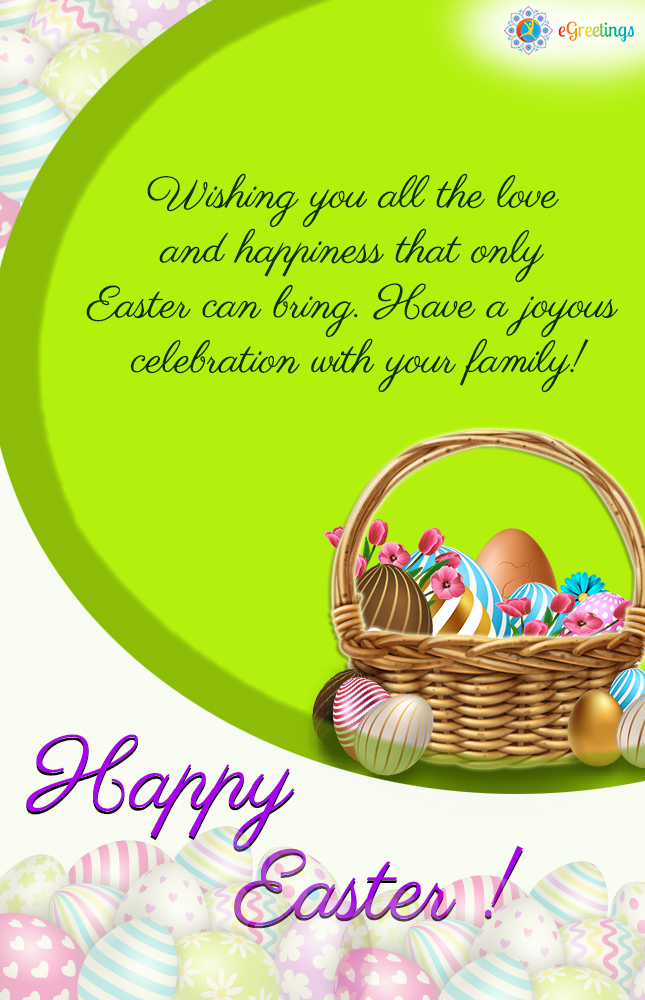 eGreetings
Wishing you all the love
and happiness that only
Easter can bring. Have a joyous
celebration with your family!
Happy
Easter !